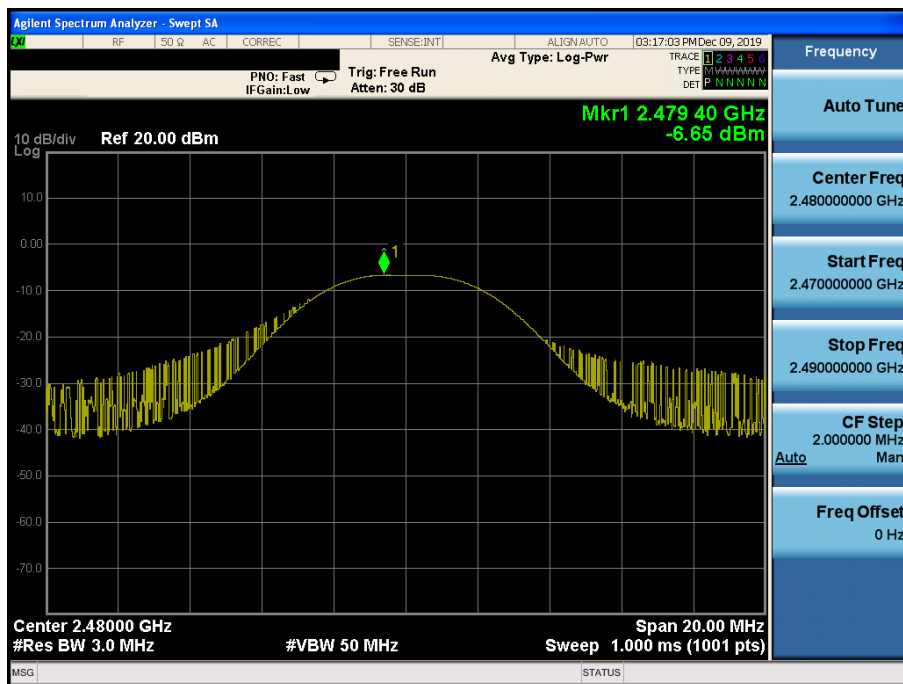 Agilent Spectrum Analyzer - Swept SA
LXI RF 50 Ω AC CORREC SENSE:INT ALIGN AUTO 03:17:03 PM Dec 09, 2019
Avg Type: Log-Pwr TRACE 1 2 3 4 5 6
PNO: Fast Trig: Free Run TYPE M
IFGain:Low Atten: 30 dB DET P N N N N N
Mkr1 2.479 40 GHz
-6.65 dBm
10 dB/div Ref 20.00 dBm
Log
10.0
0.00
1
-10.0
-20.0
-30.0
-40.0
-50.0
-60.0
-70.0
Center 2.48000 GHz Span 20.00 MHz
#Res BW 3.0 MHz #VBW 50 MHz Sweep 1.000 ms (1001 pts)
MSG STATUS
Frequency
Auto Tune
Center Freq
2.480000000 GHz
Start Freq
2.470000000 GHz
Stop Freq
2.490000000 GHz
CF Step
2.000000 MHz
Auto Man
Freq Offset
0 Hz